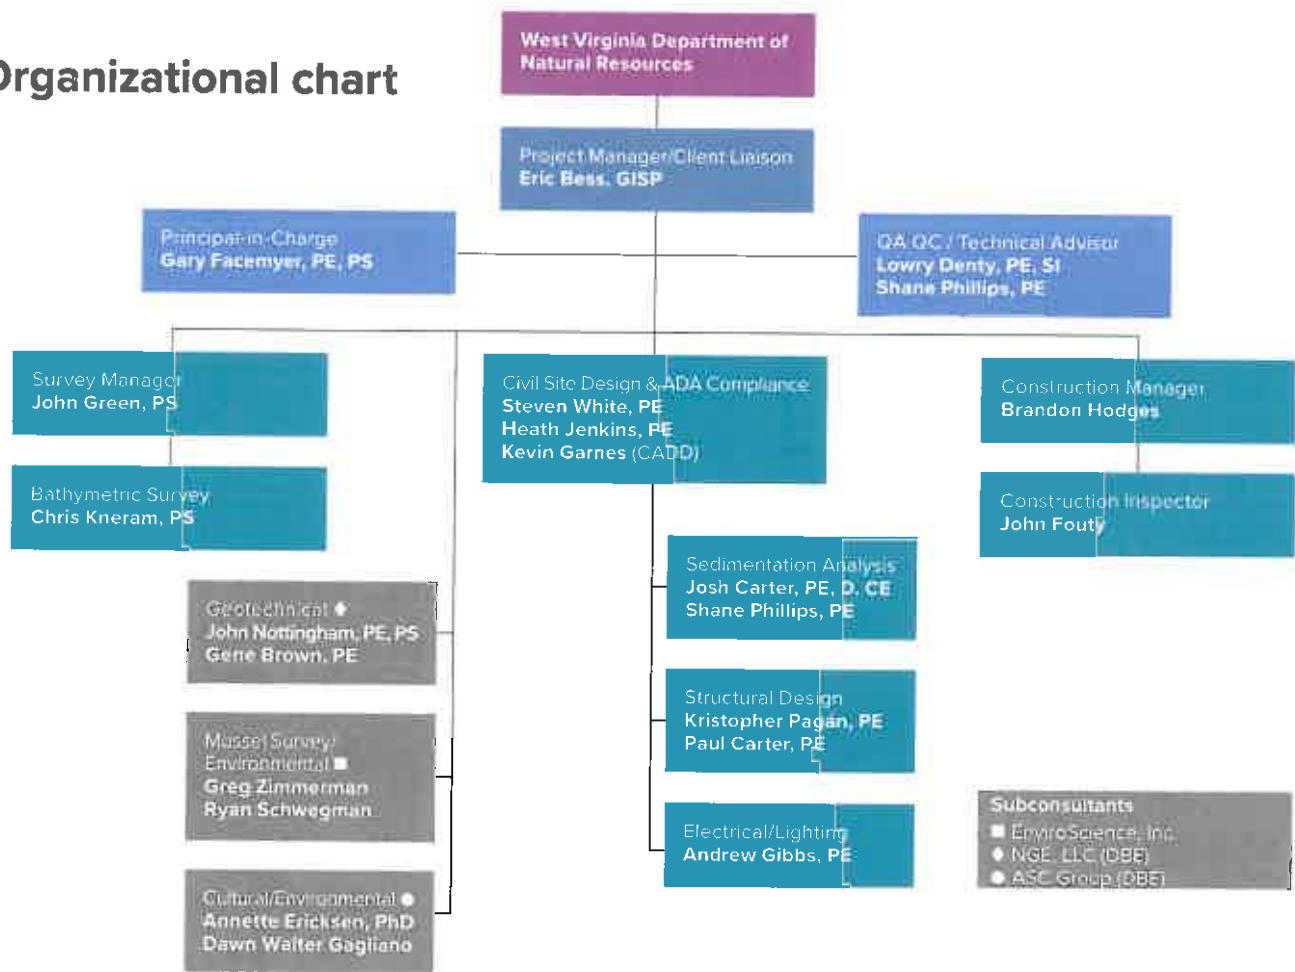 Organizational chart
West Virginia Department of
Natural Resources
Project Manager/Client Liaison
Eric Bess, GISP
Principal-in-Charge
Gary Facemyer, PE, PS
QA QC / Technical Advisor
Lowry Denty, PE, SI
Shane Phillips, PE
Survey Manager
John Green, PS
Bathymetric Survey
Chris Kneram, PS
Civil Site Design & ADA Compliance
Steven White, PE
Heath Jenkins, PE
Kevin Garnes (CADD)
Construction Manager
Brandon Hodges
Construction Inspector
John Fouty
Geotechnical
John Nottingham, PE, PS
Gene Brown, PE
Mussel Survey/
Environmental
Greg Zimmerman
Ryan Schwegman
Cultural/Environmental
Annette Ericksen, PhD
Dawn Walter Gagliano
Sedimentation Analysis
Josh Carter, PE, D. CE
Shane Phillips, PE
Structural Design
Kristopher Pagán, PE
Paul Carter, PE
Electrical/Lighting
Andrew Gibbs, PE
Subconsultants
EnviroScience, Inc.
NGE, LLC (DBE)
ASC Group (DBE)